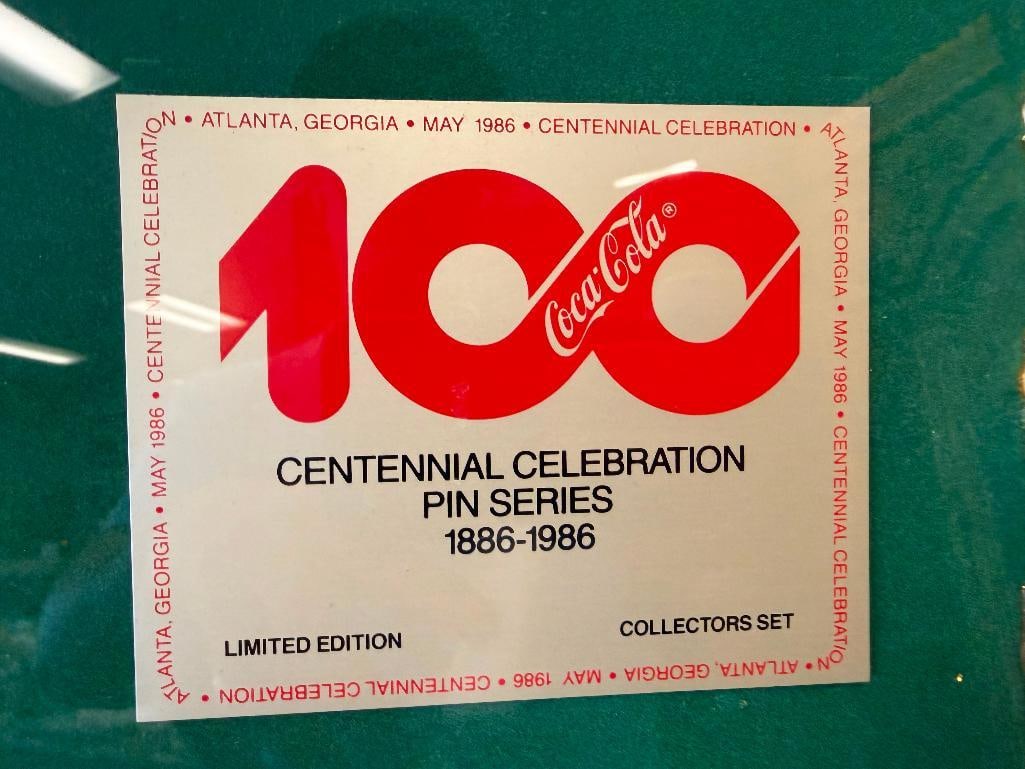 • ATLANTA, GEORGIA • MAY 1986 • CENTENNIAL CELEBRATION •
100
Coca-Cola®
CENTENNIAL CELEBRATION
PIN SERIES
1886-1986
LIMITED EDITION
COLLECTORS SET
ATLANTA, GEORGIA • MAY 1986 • CENTENNIAL CELEBRATION
• ATLANTA, GEORGIA • MAY 1986 • CENTENNIAL CELEBRATION •
ATLANTA, GEORGIA • MAY 1986 • CENTENNIAL CELEBRATION